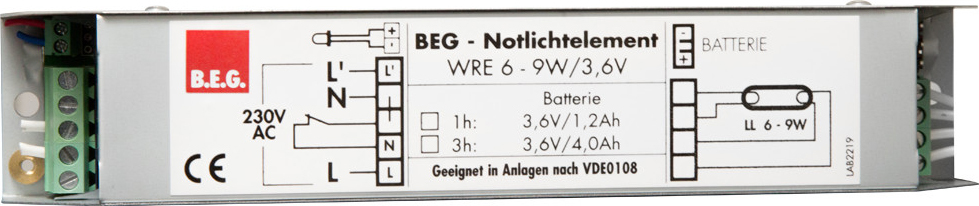 B.E.G.
230V
AC
L'
N
L
L'
N
L
+
-
BEG - Notlichtelement
WRE 6 - 9W/3,6V
Batterie
1h: 3,6V/1,2Ah
3h: 3,6V/4,0Ah
Geeignet in Anlagen nach VDE0108
BATTERIE
-
+
LL 6 - 9W
LAB2219
CE